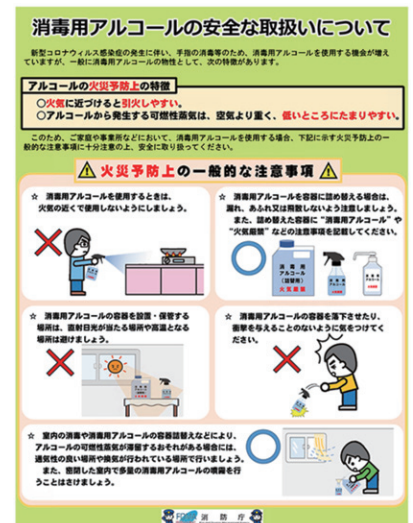 消毒用アルコールの安全な取扱いについて
新型コロナウィルス感染症の発生に伴い、手指の消毒等のため、消毒用アルコールを使用する機会が増え
ていますが、一般に消毒用アルコールの物性として、次の特徴があります。
アルコールの火災予防上の特徴
○火気に近づけると引火しやすい。
○アルコールから発生する可燃性蒸気は、空気より重く、低いところにたまりやすい。
このため、ご家庭や事業所などにおいて、消毒用アルコールを使用する場合、下記に示す火災予防上の一
般的な注意事項に十分注意の上、安全に取り扱ってください。
火災予防上の一般的な注意事項
☆ 消毒用アルコールを使用するときは、
火気の近くで使用しないようにしましょう。
☆ 消毒用アルコールを容器に詰め替える場合は、
漏れ、あふれ又は飛散しないよう注意しましょう。
また、詰め替えた容器に“消毒用アルコール”や
“火気厳禁”などの注意事項を記載してください。
消毒用
アルコール
(詰替用)
火気厳禁
☆ 消毒用アルコールの容器を設置・保管する
場所は、直射日光が当たる場所や高温となる
場所は避けましょう。
☆ 消毒用アルコールの容器を落下させたり、
衝撃を与えることのないように気をつけてく
ださい。
☆ 室内の消毒や消毒用アルコールの容器詰替えなどにより、
アルコールの可燃性蒸気が滞留するおそれがある場合には、
通気性の良い場所や換気が行われている場所で行いましょう。
また、密閉した室内で多量の消毒用アルコールの噴霧を行
うことはさけましょう。
消防庁